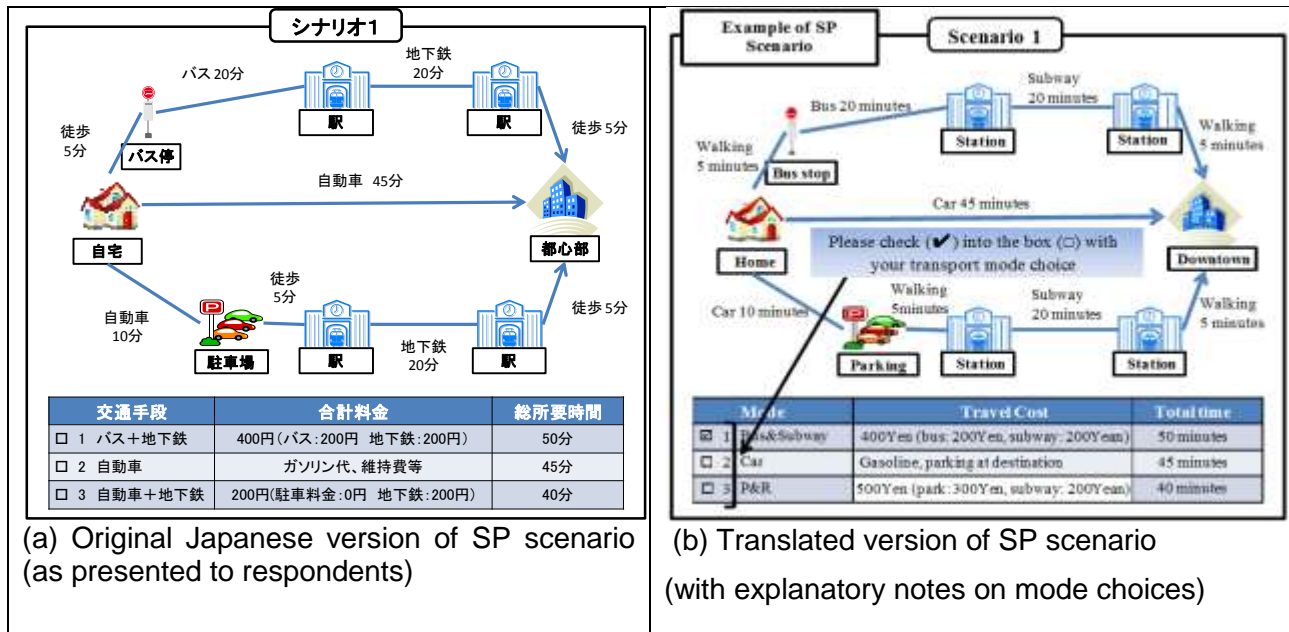 シナリオ1
バス 20分
地下鉄
20分
駅
駅
徒歩
5分
バス停
徒歩 5分
自動車 45分
自宅
都心部
徒歩
5分
自動車
10分
徒歩 5分
駐車場
駅
地下鉄
20分
駅
交通手段 合計料金 総所要時間
□ 1 バス+地下鉄 400円(バス:200円 地下鉄:200円) 50分
□ 2 自動車 ガソリン代、維持費等 45分
□ 3 自動車+地下鉄 200円(駐車料金:0円 地下鉄:200円) 40分
(a) Original Japanese version of SP scenario
(as presented to respondents)
Example of SP
Scenario
Scenario 1
Bus 20 minutes
Subway
20 minutes
Station
Station
Walking
5 minutes
Bus stop
Walking
5 minutes
Car 45 minutes
Please check (✔) into the box (□) with
your transport mode choice
Home
Downtown
Car 10 minutes
Walking
5minutes
Subway
20 minutes
Walking
5 minutes
Parking
Station
Station
Mode Travel Cost Total time
☑ 1 Bus&Subway 400Yen (bus: 200Yen, subway: 200Yean) 50 minutes
□ 2 Car Gasoline, parking at destination 45 minutes
□ 3 P&R 500Yen (park: 300Yen, subway: 200Yean) 40 minutes
(b) Translated version of SP scenario
(with explanatory notes on mode choices)